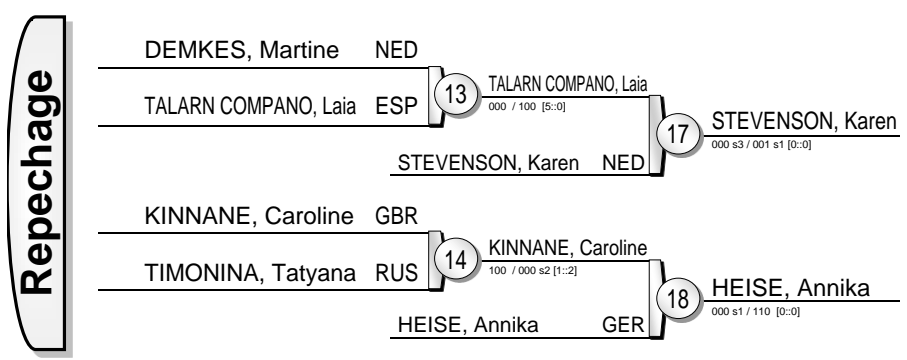 Repechage
DEMKES, Martine NED
TALARN COMPANO, Laia ESP
13
TALARN COMPANO, Laia
000 / 100 [5::0]
STEVENSON, Karen NED
17
STEVENSON, Karen
000 s3 / 001 s1 [0::0]
KINNANE, Caroline GBR
TIMONINA, Tatyana RUS
14
KINNANE, Caroline
100 / 000 s2 [1::2]
HEISE, Annika GER
18
HEISE, Annika
000 s1 / 110 [0::0]